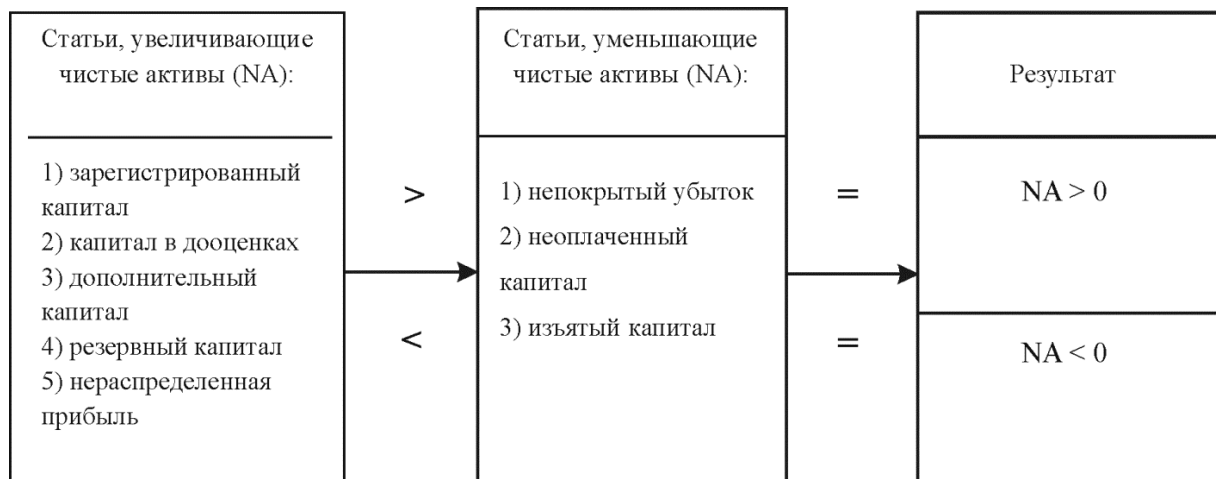 Статьи, увеличивающие
чистые активы (NA):
1) зарегистрированный
капитал
2) капитал в дооценках
3) дополнительный
капитал
4) резервный капитал
5) нераспределенная
прибыль
>
<
Статьи, уменьшающие
чистые активы (NA):
1) непокрытый убыток
2) неоплаченный
капитал
3) изъятый капитал
=
=
Результат
NA > 0
NA < 0